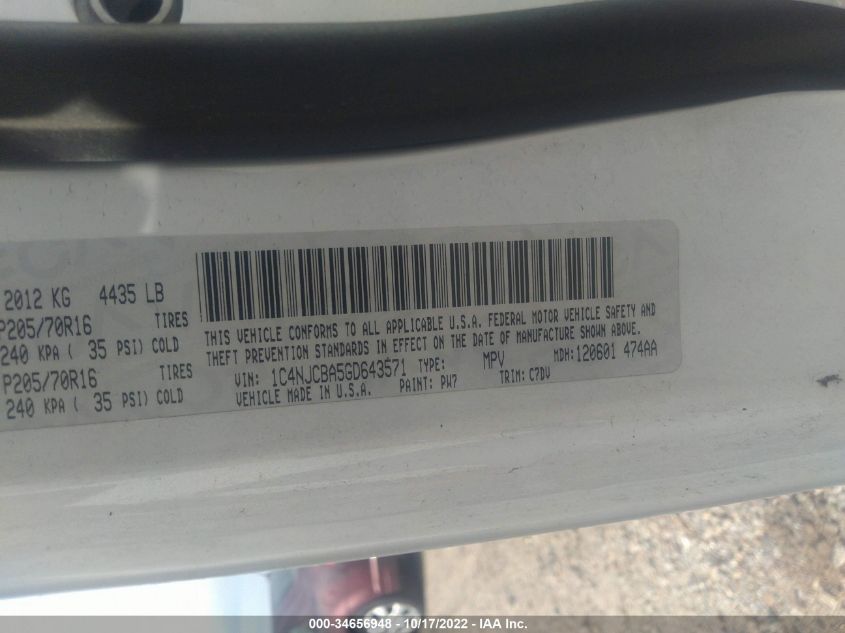 2012 KG 4435 LB
P205/70R16 TIRES
240 KPA ( 35 PSI) COLD
P205/70R16 TIRES
240 KPA ( 35 PSI) COLD
THIS VEHICLE CONFORMS TO ALL APPLICABLE U.S.A. FEDERAL MOTOR VEHICLE SAFETY AND
THEFT PREVENTION STANDARDS IN EFFECT ON THE DATE OF MANUFACTURE SHOWN ABOVE.
VIN: 1C4NJCBA5GD643571 TYPE: MPV MDH: 120601 474AA
VEHICLE MADE IN U.S.A. PAINT: PW7 TRIM: C7DV
000-34656948 - 10/17/2022 - IAA Inc.